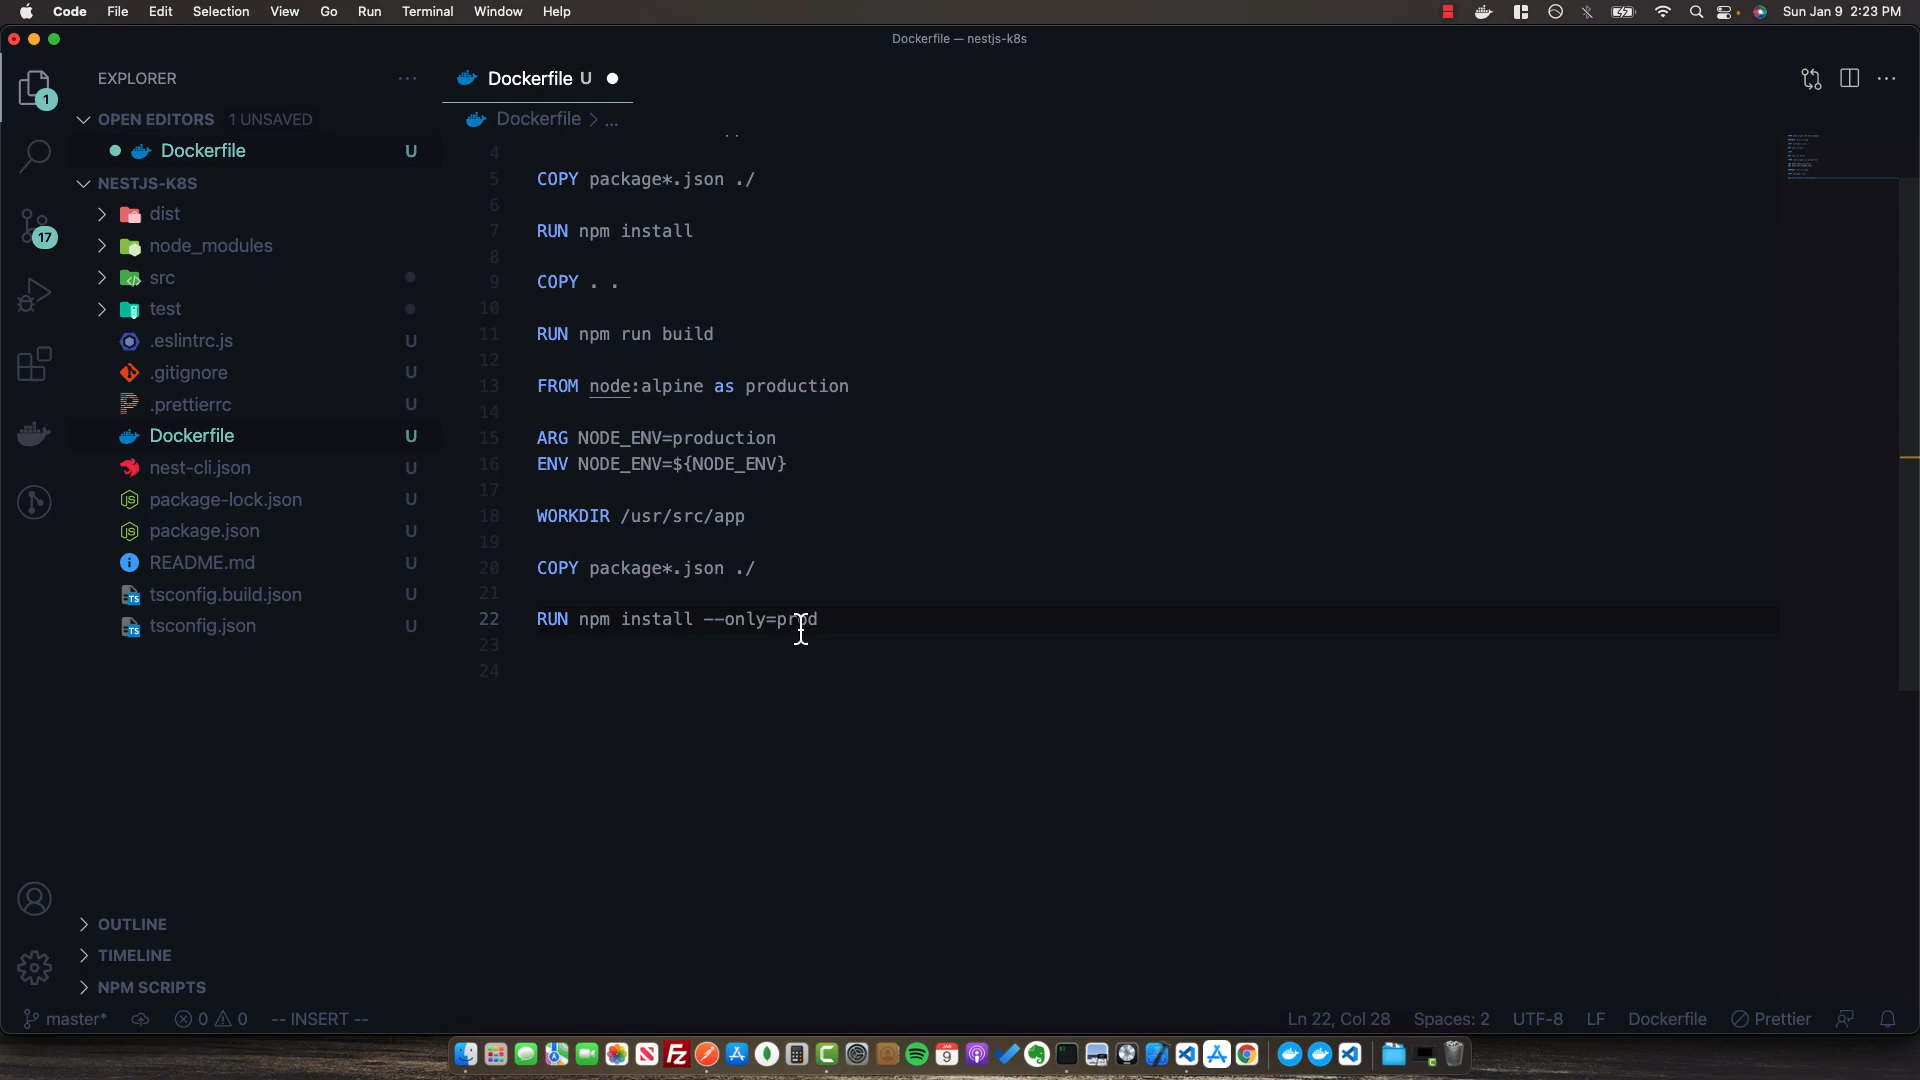 Code File Edit Selection View Go Run Terminal Window Help
Sun Jan 9 2:23 PM
Dockerfile — nestjs-k8s
EXPLORER
1
17
OPEN EDITORS 1 UNSAVED
Dockerfile U
NESTJS-K8S
dist
node_modules
src
test
.eslintrc.js U
.gitignore U
.prettierrc U
Dockerfile U
nest-cli.json U
package-lock.json U
package.json U
README.md U
tsconfig.build.json U
tsconfig.json U
OUTLINE
TIMELINE
NPM SCRIPTS
Dockerfile U
Dockerfile > ...
4
5 COPY package*.json ./
6
7 RUN npm install
8
9 COPY . .
10
11 RUN npm run build
12
13 FROM node:alpine as production
14
15 ARG NODE_ENV=production
16 ENV NODE_ENV=${NODE_ENV}
17
18 WORKDIR /usr/src/app
19
20 COPY package*.json ./
21
22 RUN npm install --only=prod
23
24
master* 0 0 -- INSERT --
Ln 22, Col 28 Spaces: 2 UTF-8 LF Dockerfile Prettier